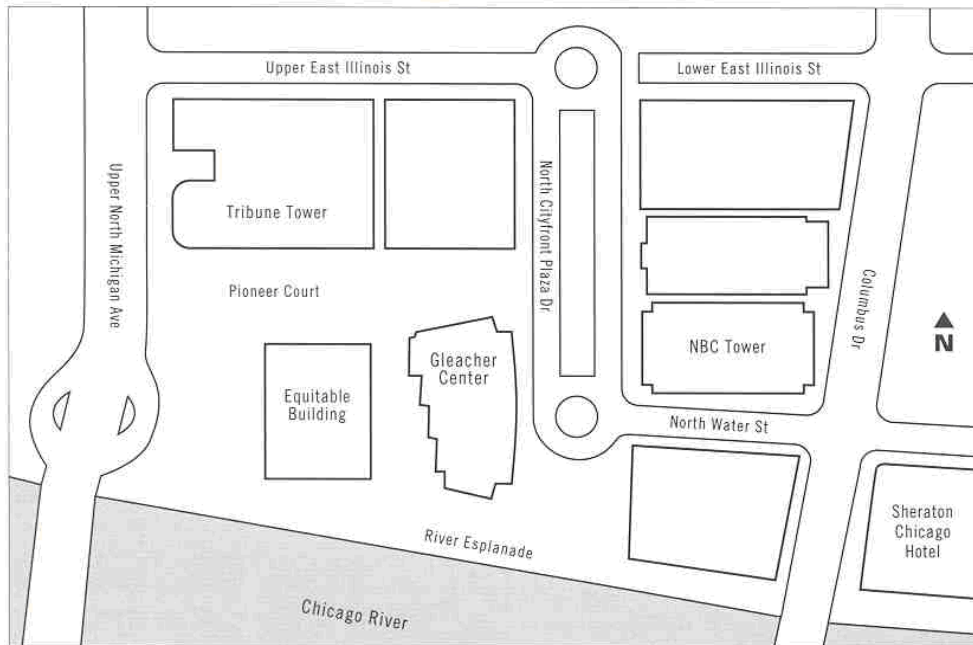 Upper East Illinois St
Lower East Illinois St
Upper North Michigan Ave
Tribune Tower
North Cityfront Plaza Dr
Pioneer Court
Columbus Dr
N
NBC Tower
Gleacher
Center
Equitable
Building
North Water St
Sheraton
Chicago
Hotel
River Esplanade
Chicago River